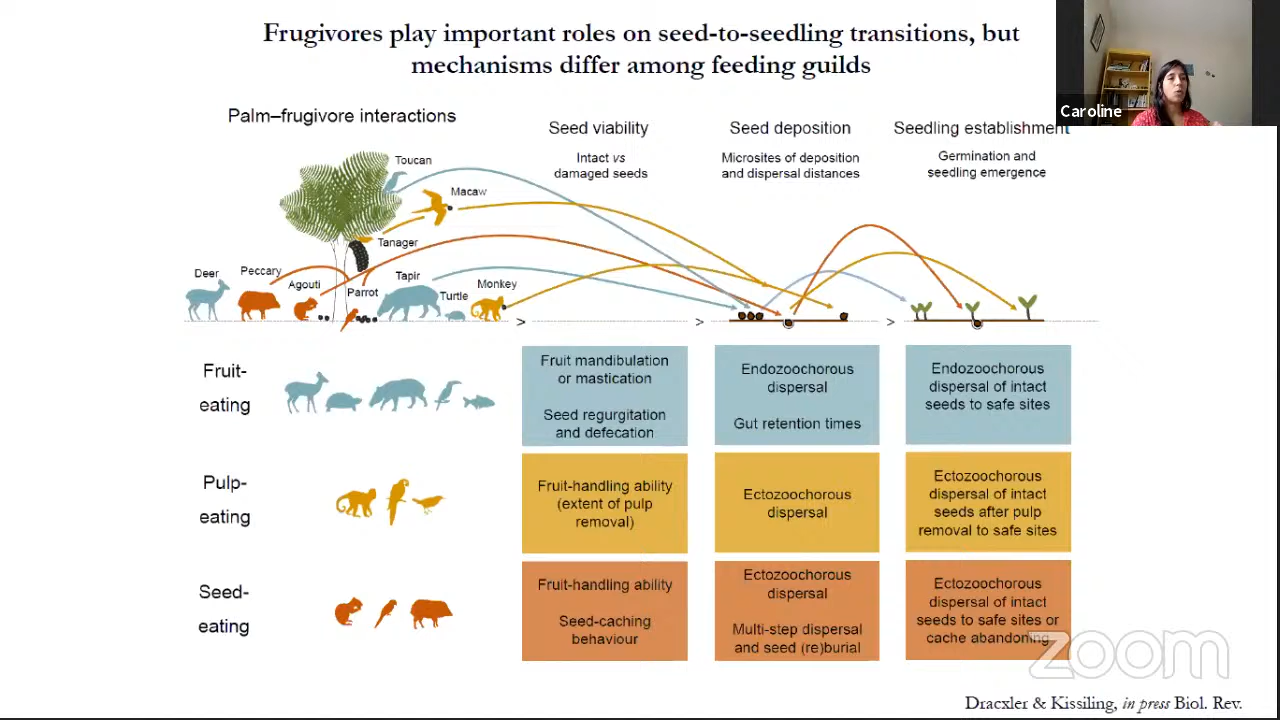 Frugivores play important roles on seed-to-seedling transitions, but
mechanisms differ among feeding guilds
Caroline
Palm–frugivore interactions
Seed viability
Seed deposition
Seedling establishment
Intact vs
damaged seeds
Microsites of deposition
and dispersal distances
Germination and
seedling emergence
Toucan
Macaw
Tanager
Deer
Peccary
Agouti
Parrot
Tapir
Turtle
Monkey
>
>
>
Fruit-
eating
Fruit mandibulation
or mastication
Seed regurgitation
and defecation
Endozoochorous
dispersal
Gut retention times
Endozoochorous
dispersal of intact
seeds to safe sites
Pulp-
eating
Fruit-handling ability
(extent of pulp
removal)
Ectozoochorous
dispersal
Ectozoochorous
dispersal of intact
seeds after pulp
removal to safe sites
Seed-
eating
Fruit-handling ability
Seed-caching
behaviour
Ectozoochorous
dispersal
Multi-step dispersal
and seed (re)burial
Ectozoochorous
dispersal of intact
seeds to safe sites or
cache abandoning
zoom
Dracxler & Kissiling, in press Biol. Rev.